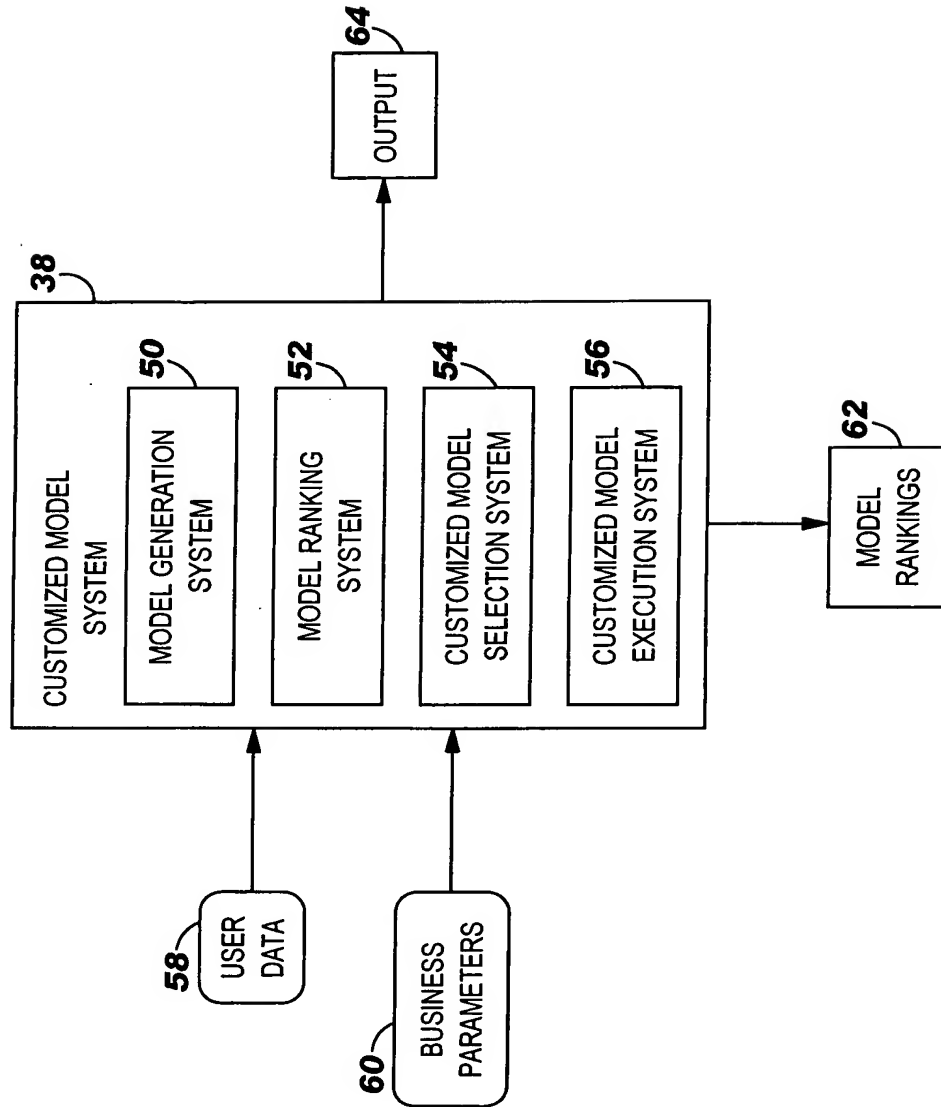 38
CUSTOMIZED MODEL
SYSTEM
50
MODEL GENERATION
SYSTEM
52
MODEL RANKING
SYSTEM
54
CUSTOMIZED MODEL
SELECTION SYSTEM
56
CUSTOMIZED MODEL
EXECUTION SYSTEM
58
USER
DATA
60
BUSINESS
PARAMETERS
64
OUTPUT
62
MODEL
RANKINGS